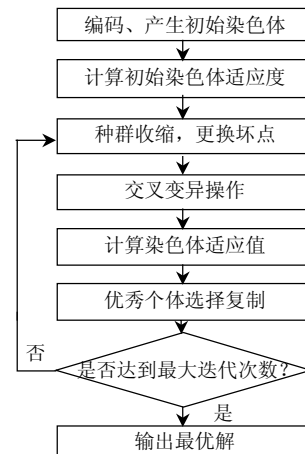 编码、产生初始染色体
计算初始染色体适应度
种群收缩，更换坏点
交叉变异操作
计算染色体适应值
优秀个体选择复制
否
是否达到最大迭代次数？
是
输出最优解